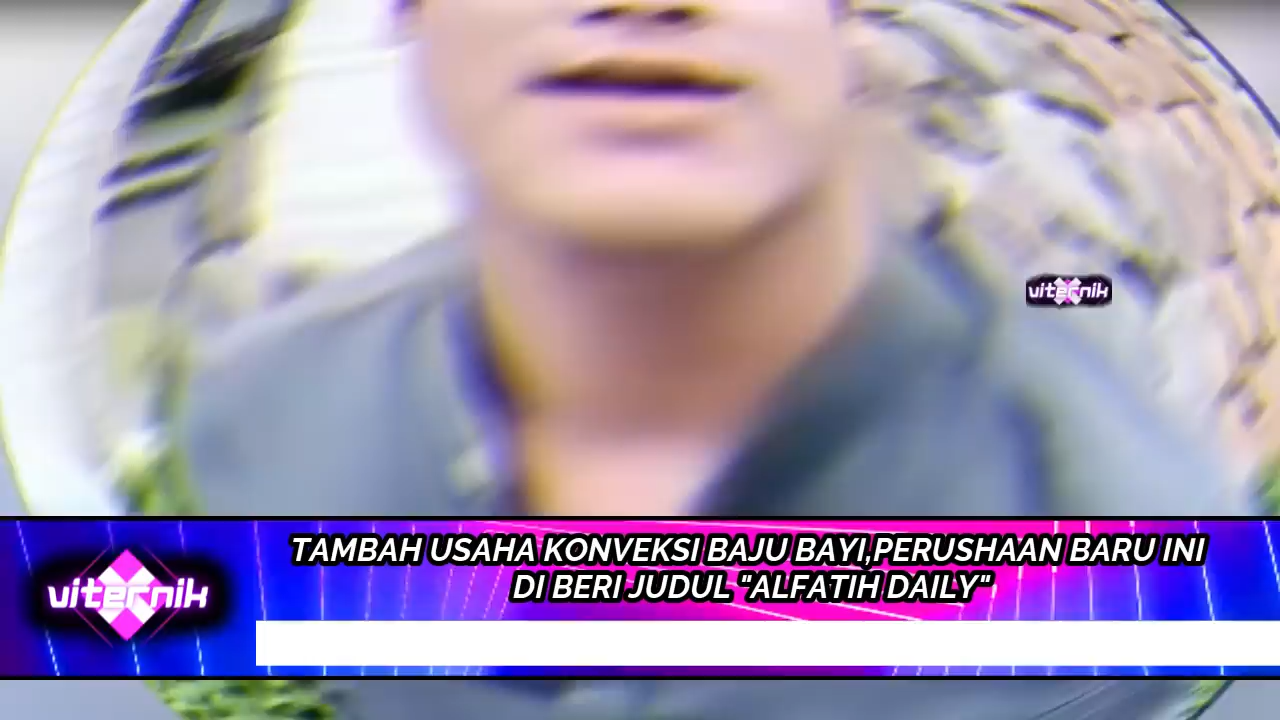 viternik
TAMBAH USAHA KONVEKSI BAJU BAYI,PERUSHAAN BARU INI
DI BERI JUDUL "ALFATIH DAILY"
viternik